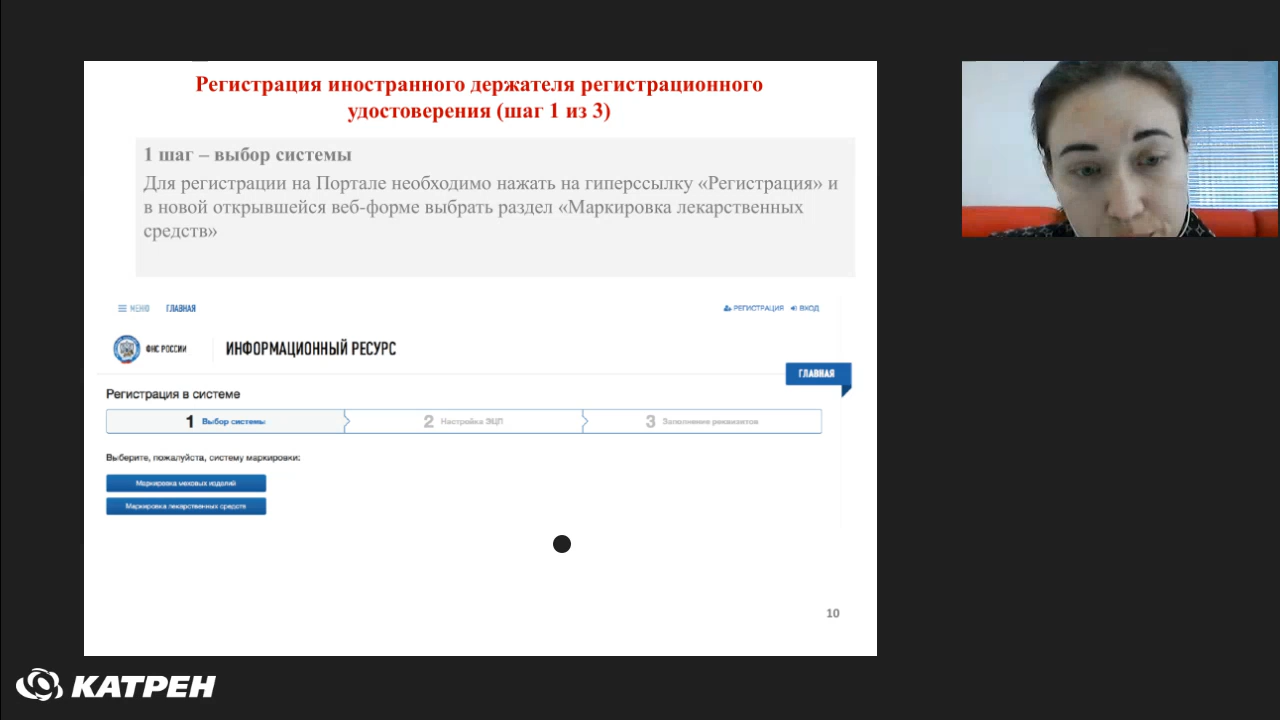 Регистрация иностранного держателя регистрационного
удостоверения (шаг 1 из 3)
1 шаг – выбор системы
Для регистрации на Портале необходимо нажать на гиперссылку «Регистрация» и
в новой открывшейся веб-форме выбрать раздел «Маркировка лекарственных
средств»
МЕНЮ ГЛАВНАЯ РЕГИСТРАЦИЯ ВХОД
ФНС РОССИИ ИНФОРМАЦИОННЫЙ РЕСУРС
ГЛАВНАЯ
Регистрация в системе
1 Выбор системы 2 Настройка ЭЦП 3 Заполнение реквизитов
Выберите, пожалуйста, систему маркировки:
Маркировка меховых изделий
Маркировка лекарственных средств
10
КАТРЕН